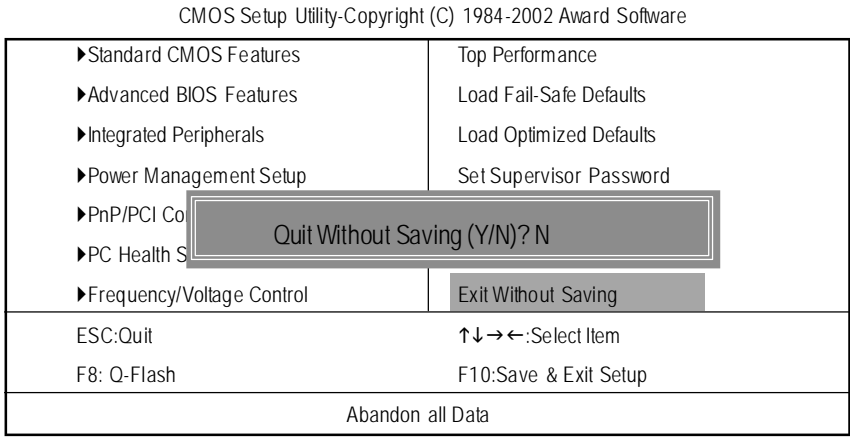 CMOS Setup Utility-Copyright (C) 1984-2002 Award Software
▶Standard CMOS Features Top Performance
▶Advanced BIOS Features Load Fail-Safe Defaults
▶Integrated Peripherals Load Optimized Defaults
▶Power Management Setup Set Supervisor Password
▶PnP/PCI Co
Quit Without Saving (Y/N)? N
▶PC Health S
▶Frequency/Voltage Control Exit Without Saving
ESC:Quit ↑↓→←:Select Item
F8: Q-Flash F10:Save & Exit Setup
Abandon all Data